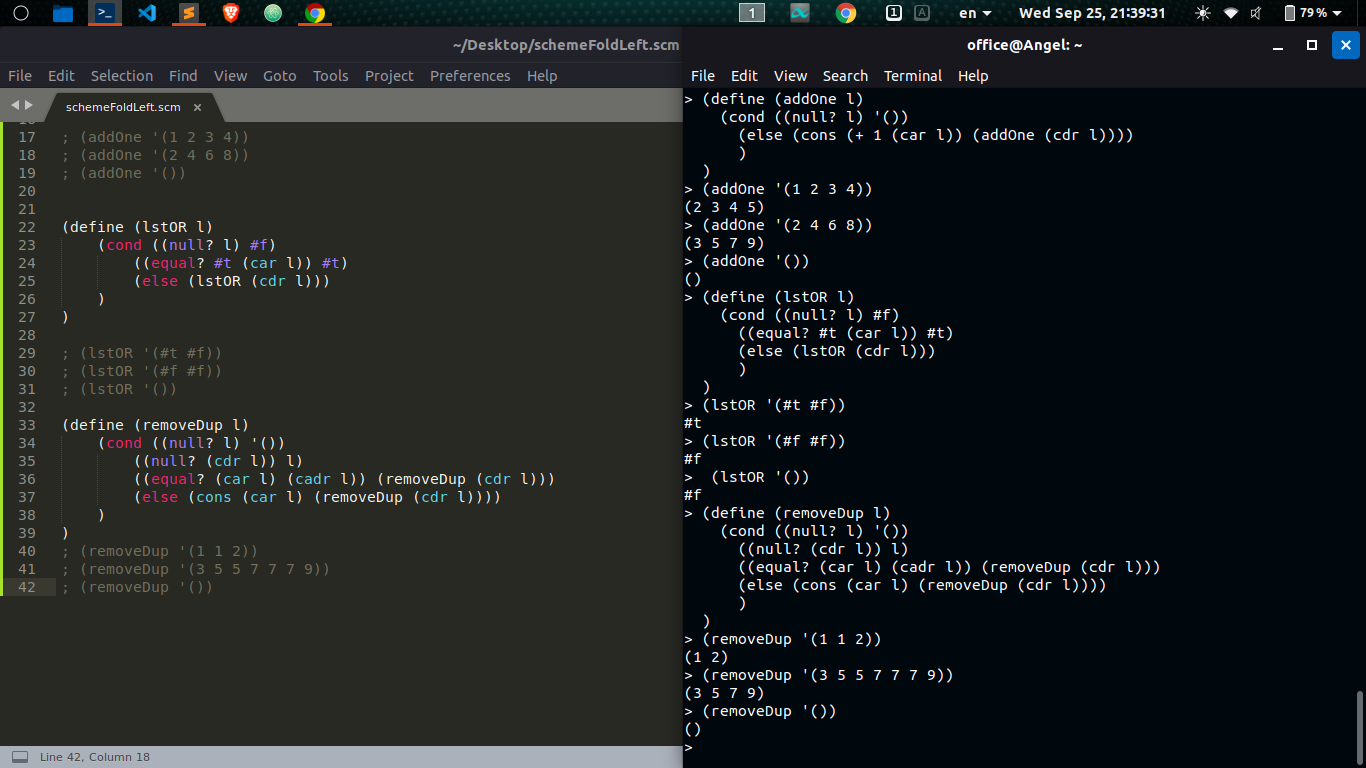 1 1 A en Wed Sep 25, 21:39:31 79 %
~/Desktop/schemeFoldLeft.scm
File Edit Selection Find View Goto Tools Project Preferences Help
schemeFoldLeft.scm ×
16
17 ; (addOne '(1 2 3 4))
18 ; (addOne '(2 4 6 8))
19 ; (addOne '())
20
21
22 (define (lstOR l)
23 (cond ((null? l) #f)
24 ((equal? #t (car l)) #t)
25 (else (lstOR (cdr l)))
26 )
27 )
28
29 ; (lstOR '(#t #f))
30 ; (lstOR '(#f #f))
31 ; (lstOR '())
32
33 (define (removeDup l)
34 (cond ((null? l) '())
35 ((null? (cdr l)) l)
36 ((equal? (car l) (cadr l)) (removeDup (cdr l)))
37 (else (cons (car l) (removeDup (cdr l))))
38 )
39 )
40 ; (removeDup '(1 1 2))
41 ; (removeDup '(3 5 5 7 7 7 9))
42 ; (removeDup '())
Line 42, Column 18
office@Angel: ~
File Edit View Search Terminal Help
> (define (addOne l)
(cond ((null? l) '())
(else (cons (+ 1 (car l)) (addOne (cdr l))))
)
)
> (addOne '(1 2 3 4))
(2 3 4 5)
> (addOne '(2 4 6 8))
(3 5 7 9)
> (addOne '())
()
> (define (lstOR l)
(cond ((null? l) #f)
((equal? #t (car l)) #t)
(else (lstOR (cdr l)))
)
)
> (lstOR '(#t #f))
#t
> (lstOR '(#f #f))
#f
>  (lstOR '())
#f
> (define (removeDup l)
(cond ((null? l) '())
((null? (cdr l)) l)
((equal? (car l) (cadr l)) (removeDup (cdr l)))
(else (cons (car l) (removeDup (cdr l))))
)
)
> (removeDup '(1 1 2))
(1 2)
> (removeDup '(3 5 5 7 7 7 9))
(3 5 7 9)
> (removeDup '())
()
>